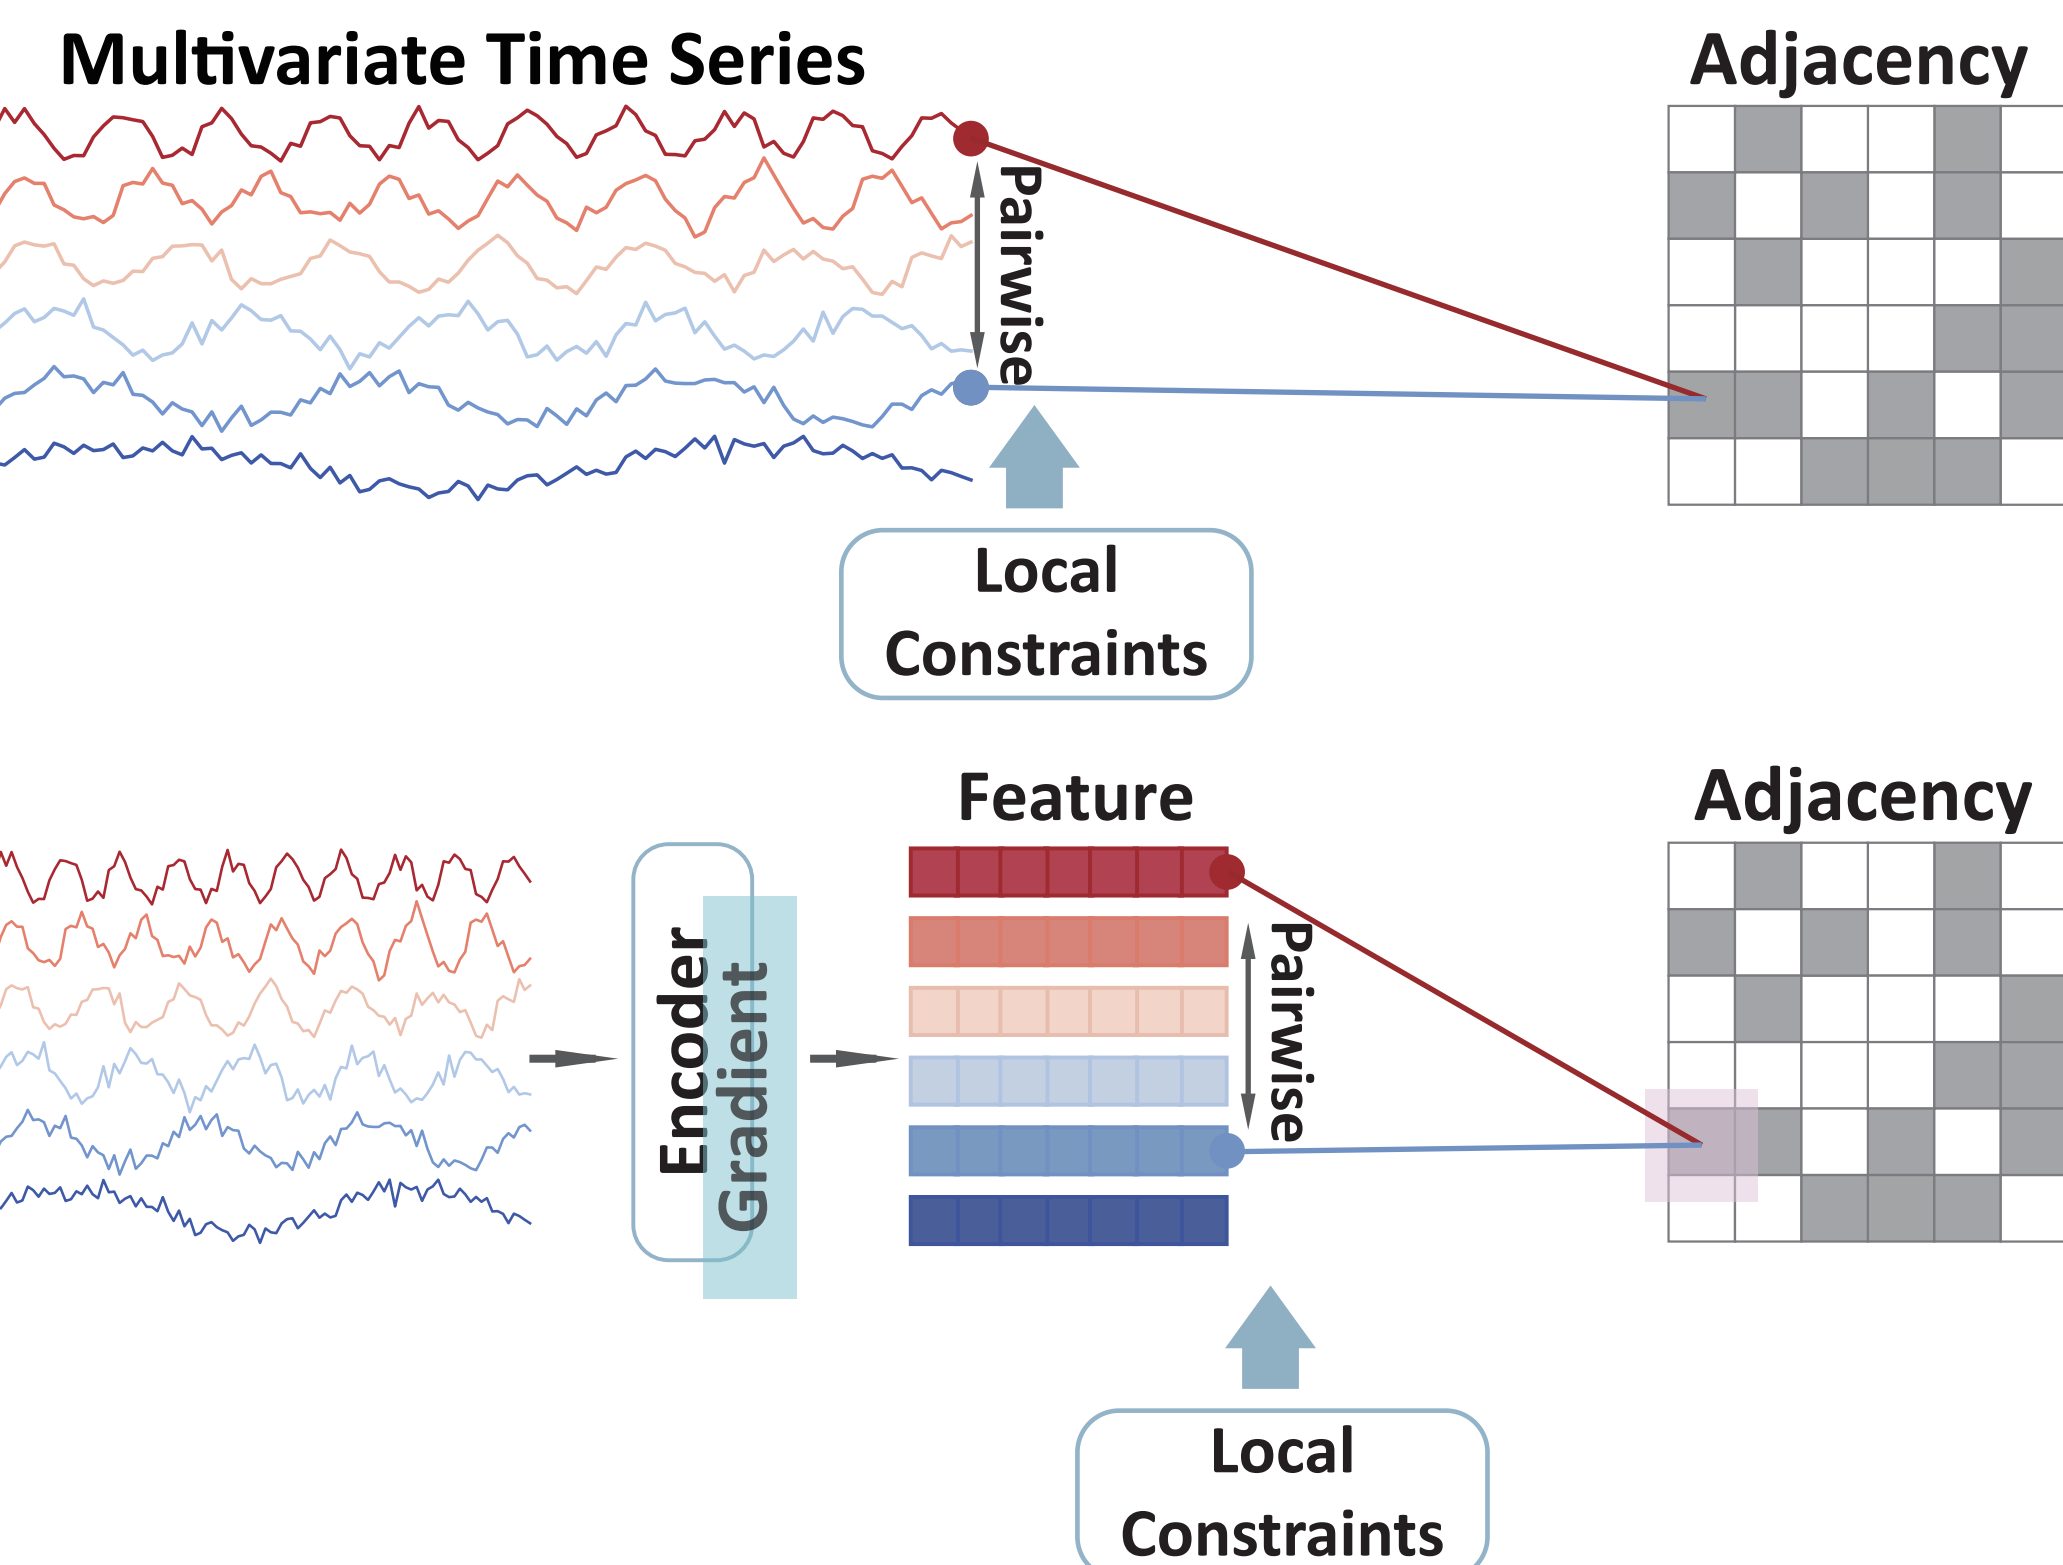 Multivariate Time Series
Adjacency
Pairwise
Local
Constraints
Feature
Adjacency
Encoder
Gradient
Pairwise
Local
Constraints